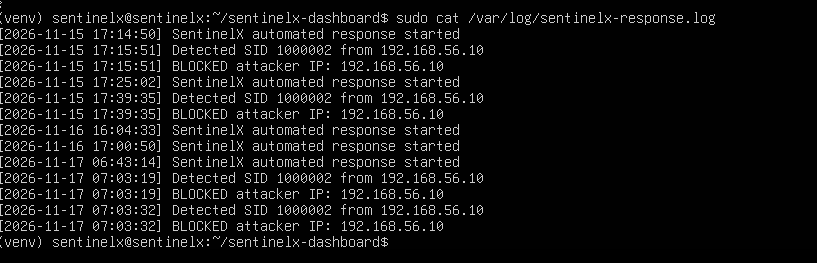 (venv) sentinelx@sentinelx:~/sentinelx-dashboard$ sudo cat /var/log/sentinelx-response.log
[2026-11-15 17:14:50] SentinelX automated response started
[2026-11-15 17:15:51] Detected SID 1000002 from 192.168.56.10
[2026-11-15 17:15:51] BLOCKED attacker IP: 192.168.56.10
[2026-11-15 17:25:02] SentinelX automated response started
[2026-11-15 17:39:35] Detected SID 1000002 from 192.168.56.10
[2026-11-15 17:39:35] BLOCKED attacker IP: 192.168.56.10
[2026-11-16 16:04:33] SentinelX automated response started
[2026-11-16 17:00:50] SentinelX automated response started
[2026-11-17 06:43:14] SentinelX automated response started
[2026-11-17 07:03:19] Detected SID 1000002 from 192.168.56.10
[2026-11-17 07:03:19] BLOCKED attacker IP: 192.168.56.10
[2026-11-17 07:03:32] Detected SID 1000002 from 192.168.56.10
[2026-11-17 07:03:32] BLOCKED attacker IP: 192.168.56.10
(venv) sentinelx@sentinelx:~/sentinelx-dashboard$